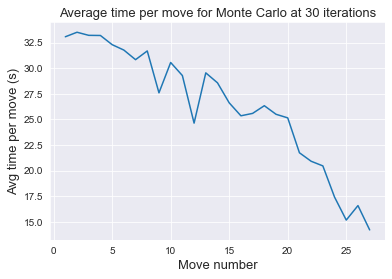 Average time per move for Monte Carlo at 30 iterations
Avg time per move (s)
32.5
30.0
27.5
25.0
22.5
20.0
17.5
15.0
0 5 10 15 20 25
Move number